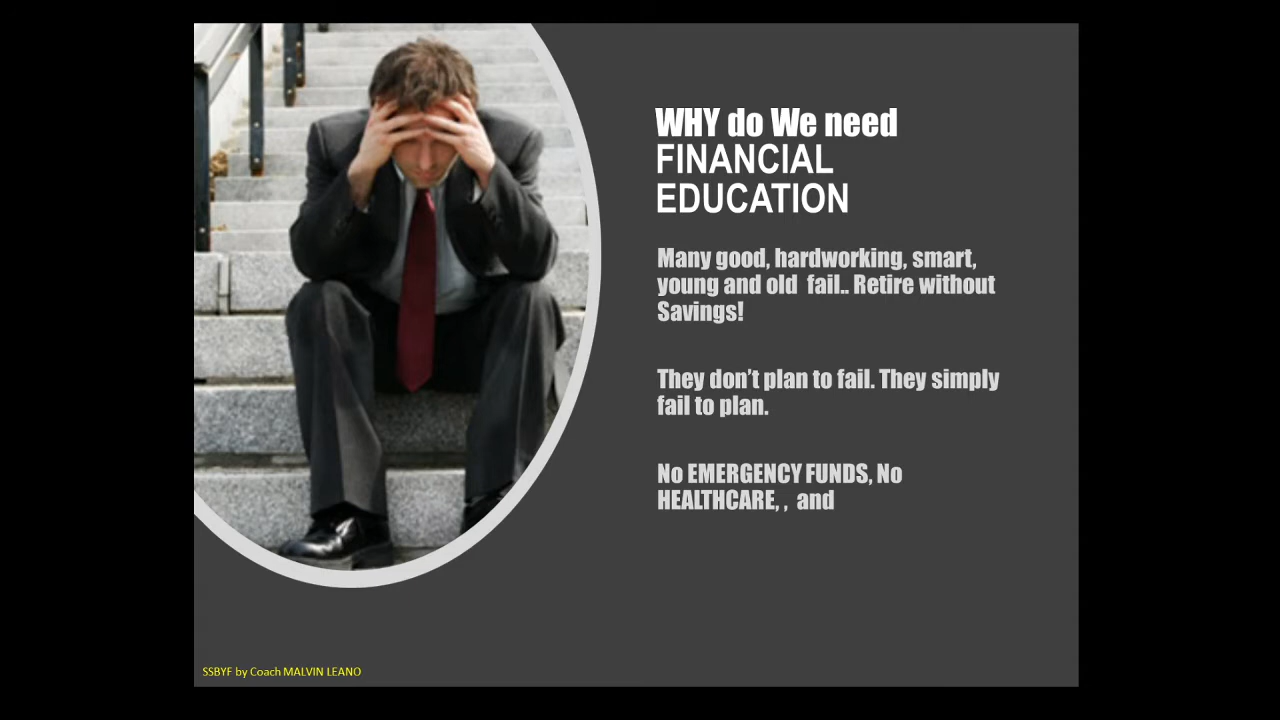 WHY do We need
FINANCIAL
EDUCATION
Many good, hardworking, smart,
young and old  fail.. Retire without
Savings!
They don’t plan to fail. They simply
fail to plan.
No EMERGENCY FUNDS, No
HEALTHCARE, ,  and
SSBYF by Coach MALVIN LEANO